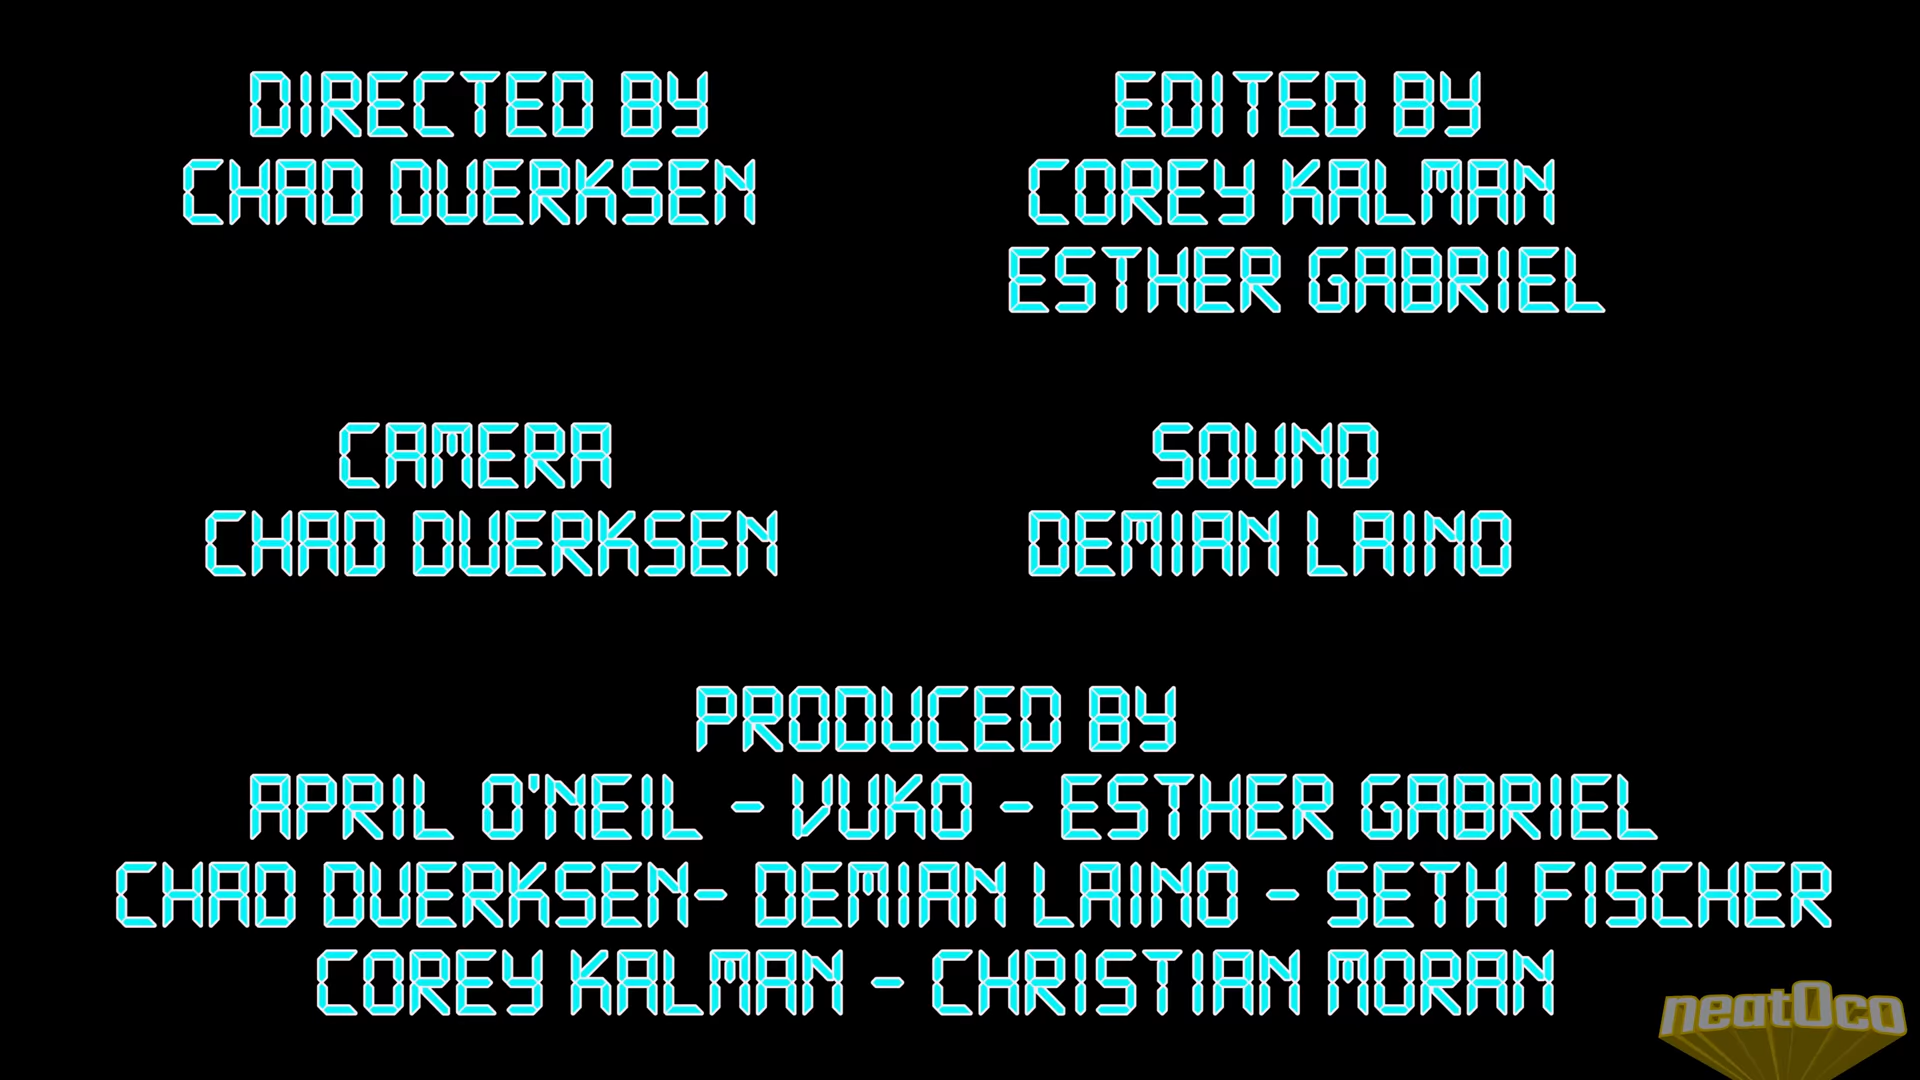 DIRECTED BY
CHAD DUERKSEN
EDITED BY
COREY KALMAN
ESTHER GABRIEL
CAMERA
CHAD DUERKSEN
SOUND
DEMIAN LAINO
PRODUCED BY
APRIL O'NEIL - VUKO - ESTHER GABRIEL
CHAD DUERKSEN- DEMIAN LAINO - SETH FISCHER
COREY KALMAN - CHRISTIAN MORAN
neatOco